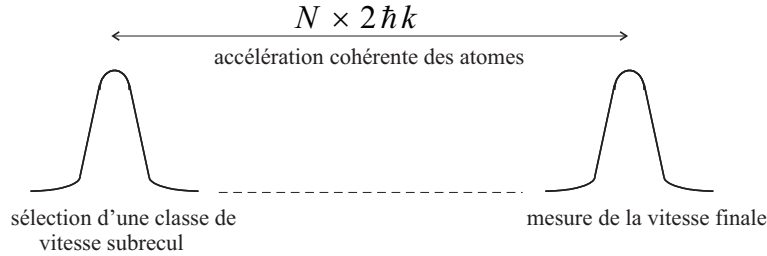 N × 2ħk
accélération cohérente des atomes
sélection d'une classe de
vitesse subrecul
mesure de la vitesse finale